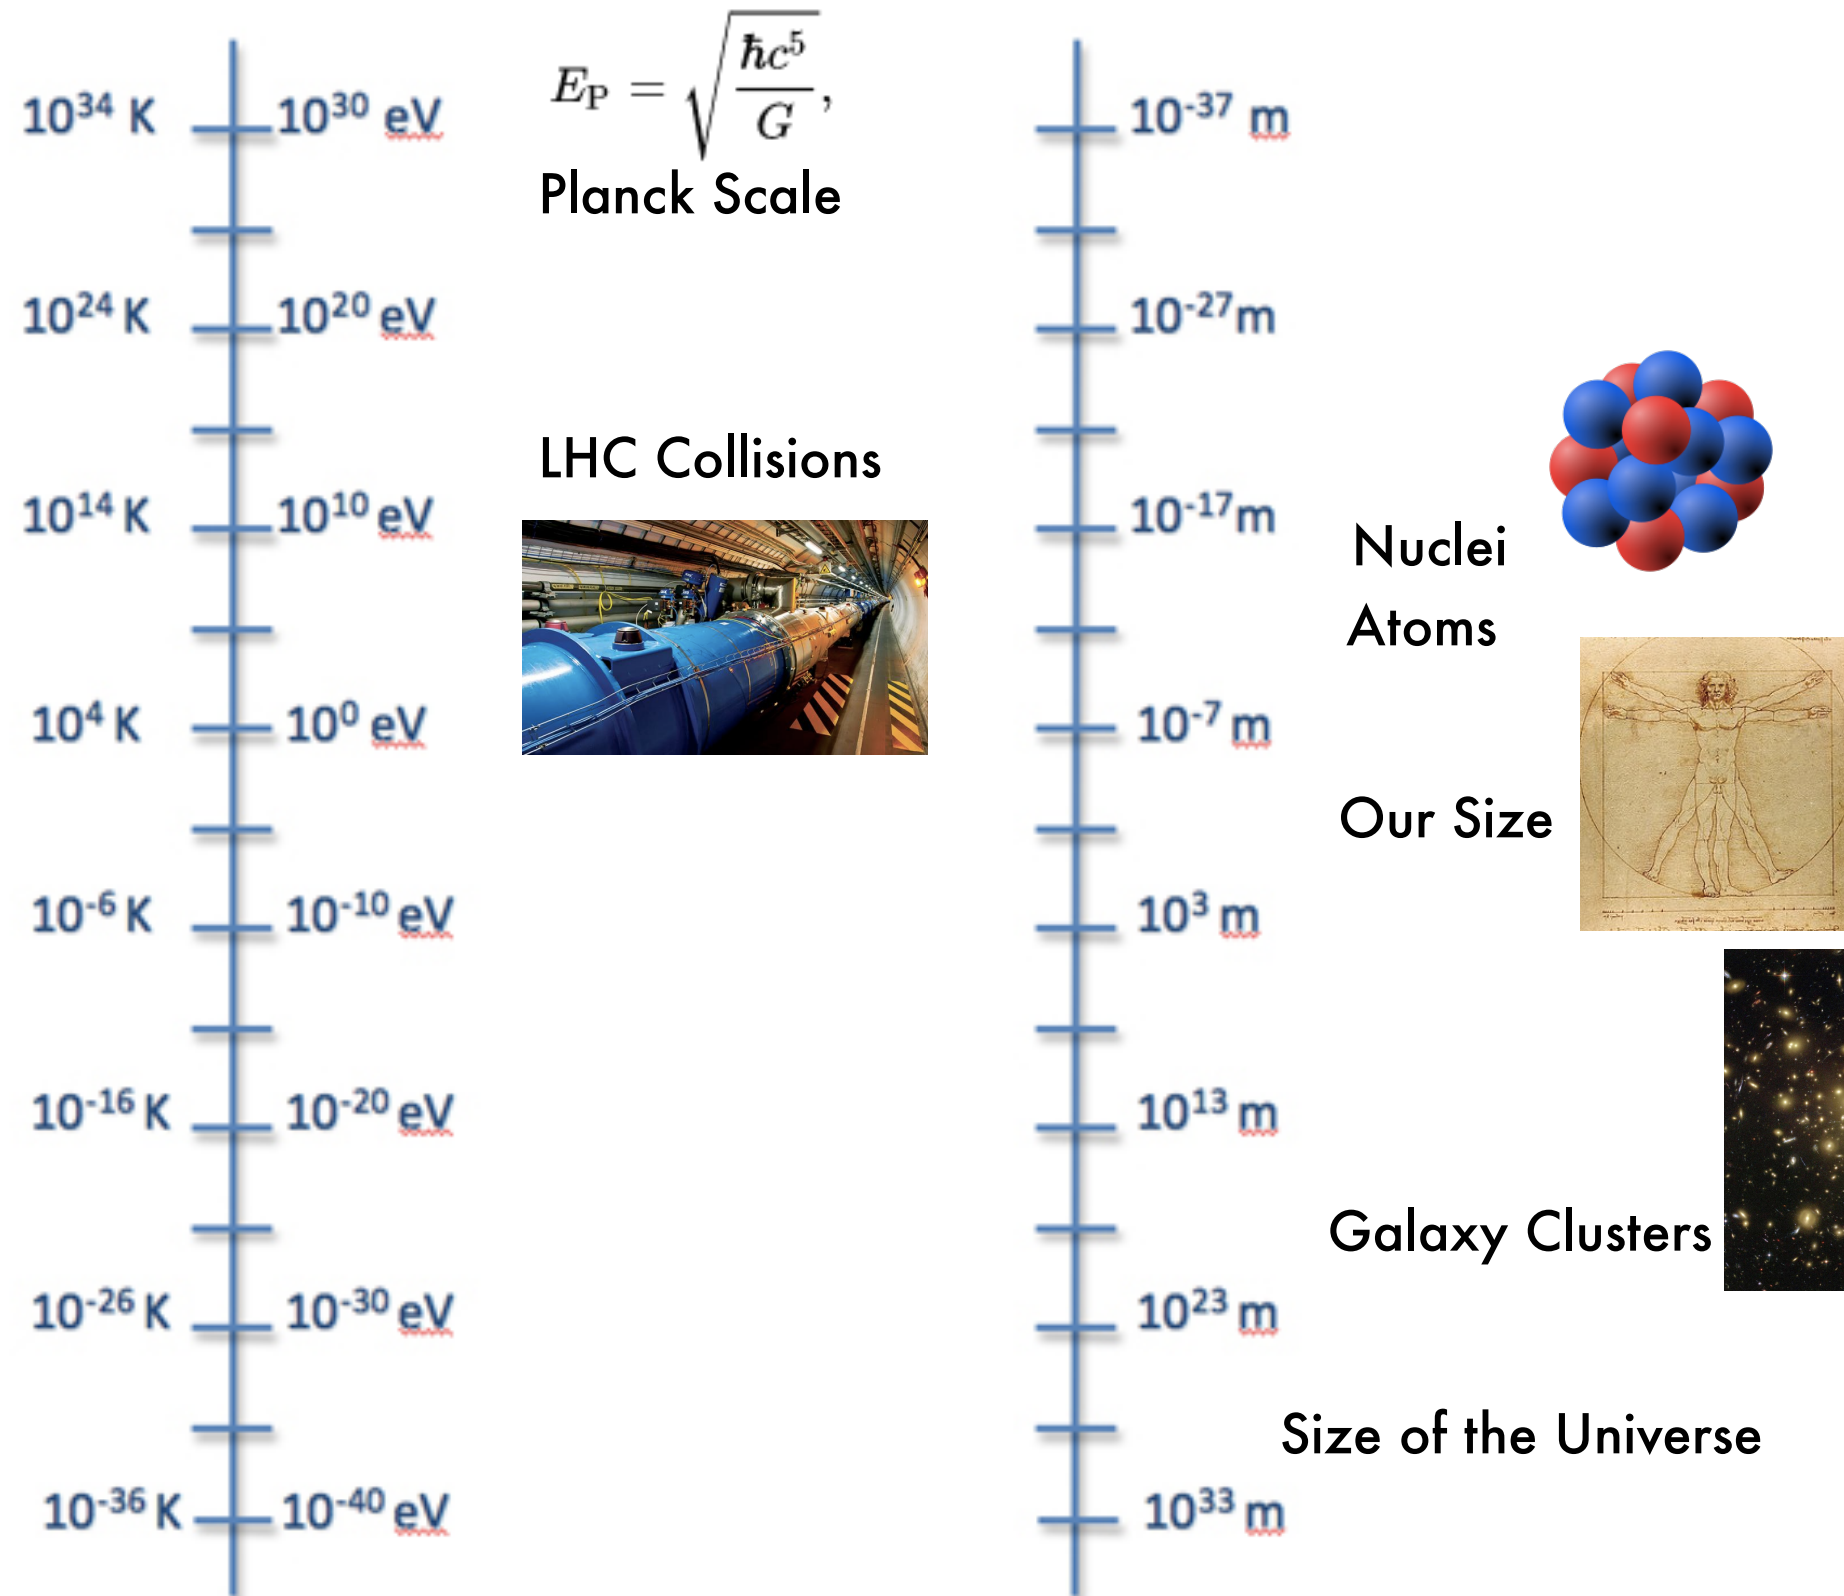 E_P = √(ħc⁵/G),
Planck Scale
10³⁴ K
10³⁰ eV
10⁻³⁷ m
10²⁴ K
10²⁰ eV
10⁻²⁷ m
LHC Collisions
10¹⁴ K
10¹⁰ eV
10⁻¹⁷ m
Nuclei
Atoms
10⁴ K
10⁰ eV
10⁻⁷ m
Our Size
10⁻⁶ K
10⁻¹⁰ eV
10³ m
10⁻¹⁶ K
10⁻²⁰ eV
10¹³ m
Galaxy Clusters
10⁻²⁶ K
10⁻³⁰ eV
10²³ m
Size of the Universe
10⁻³⁶ K
10⁻⁴⁰ eV
10³³ m